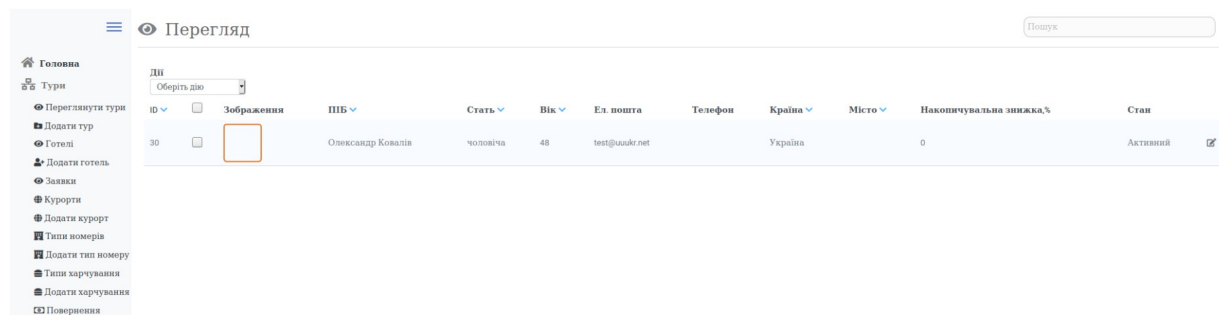 Перегляд
Пошук
Головна
Тури
Переглянути тури
Додати тур
Готелі
Додати готель
Заявки
Курорти
Додати курорт
Типи номерів
Додати тип номеру
Типи харчування
Додати харчування
Повернення
Дії
Оберіть дію
ID Зображення ПІБ Стать Вік Ел. пошта Телефон Країна Місто Накопичувальна знижка,% Стан
30 Олександр Ковалів чоловіча 48 test@uuukr.net Україна 0 Активний